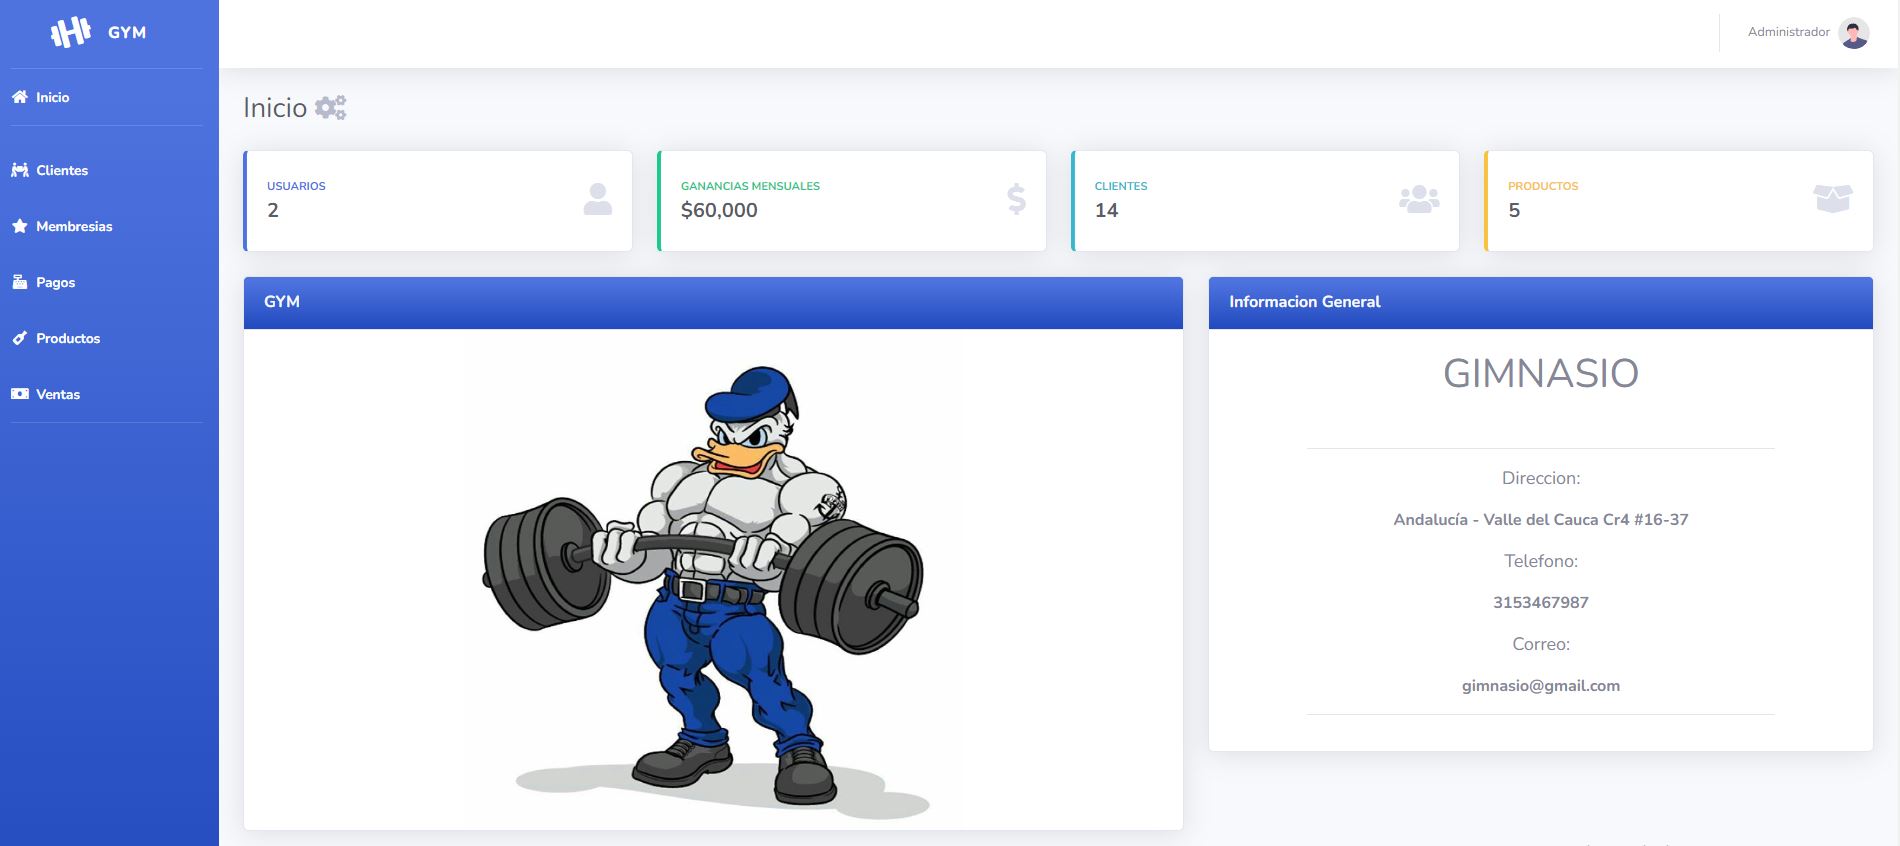 GYM
Administrador
Inicio
Clientes
Membresias
Pagos
Productos
Ventas
Inicio
USUARIOS
2
GANANCIAS MENSUALES
$60,000
CLIENTES
14
PRODUCTOS
5
GYM
Informacion General
GIMNASIO
Direccion:
Andalucía - Valle del Cauca Cr4 #16-37
Telefono:
3153467987
Correo:
gimnasio@gmail.com